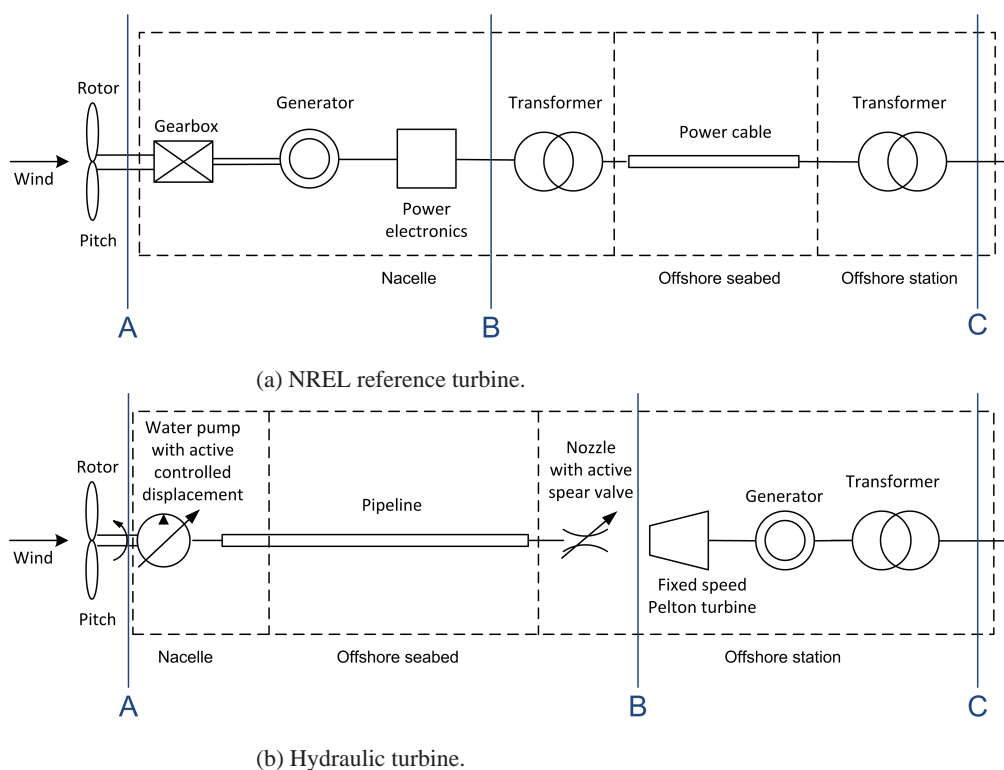 Rotor
Wind
Pitch
Gearbox
Generator
Power
electronics
Transformer
Power cable
Transformer
Nacelle
Offshore seabed
Offshore station
A
B
C
(a) NREL reference turbine.
Rotor
Wind
Pitch
Water pump
with active
controlled
displacement
Pipeline
Nozzle
with active
spear valve
Fixed speed
Pelton turbine
Generator
Transformer
Nacelle
Offshore seabed
Offshore station
A
B
C
(b) Hydraulic turbine.